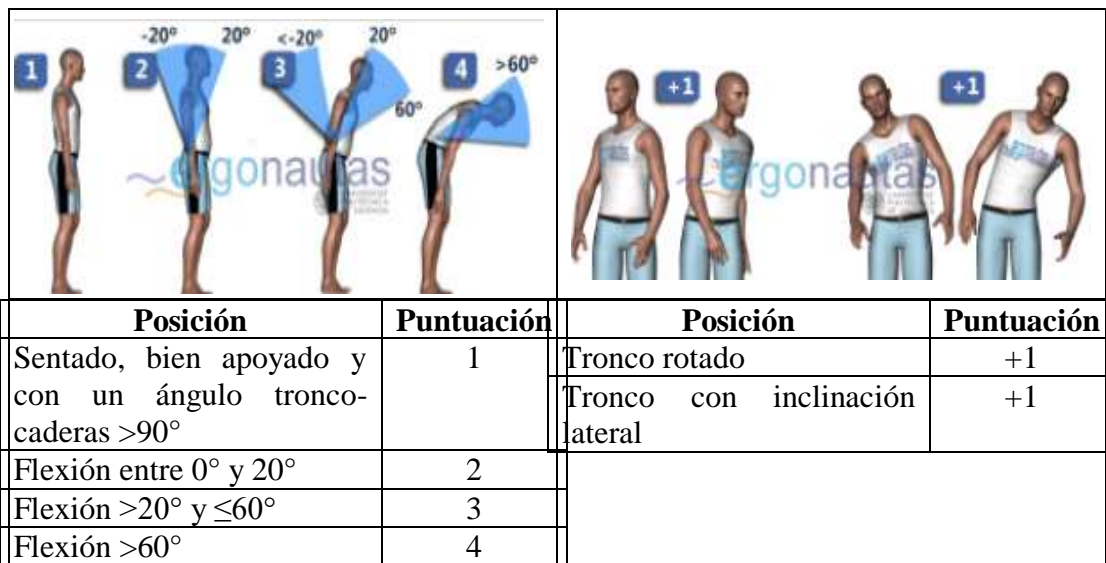 -20° 20° <-20° 20° >60°
1 2 3 4
60°
+1 +1
ergonautas
ergonautas
Posición Puntuación
Sentado, bien apoyado y
con un ángulo tronco-
caderas >90°
1
Flexión entre 0° y 20° 2
Flexión >20° y ≤60° 3
Flexión >60° 4
Posición Puntuación
Tronco rotado +1
Tronco con inclinación
lateral
+1